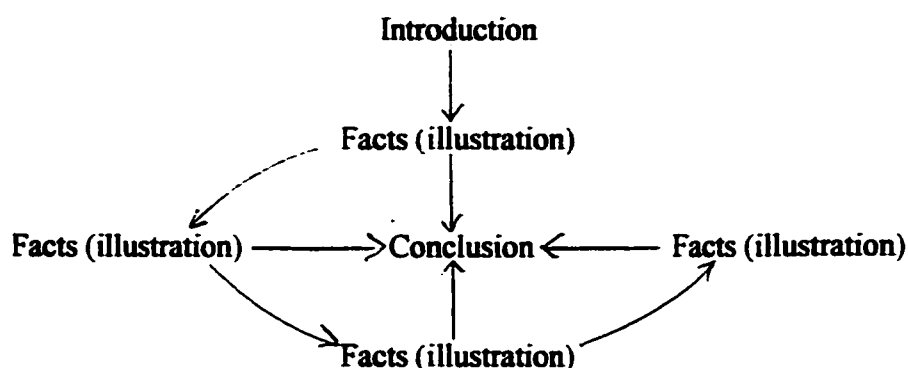 Introduction
Facts (illustration)
Facts (illustration) Conclusion Facts (illustration)
Facts (illustration)